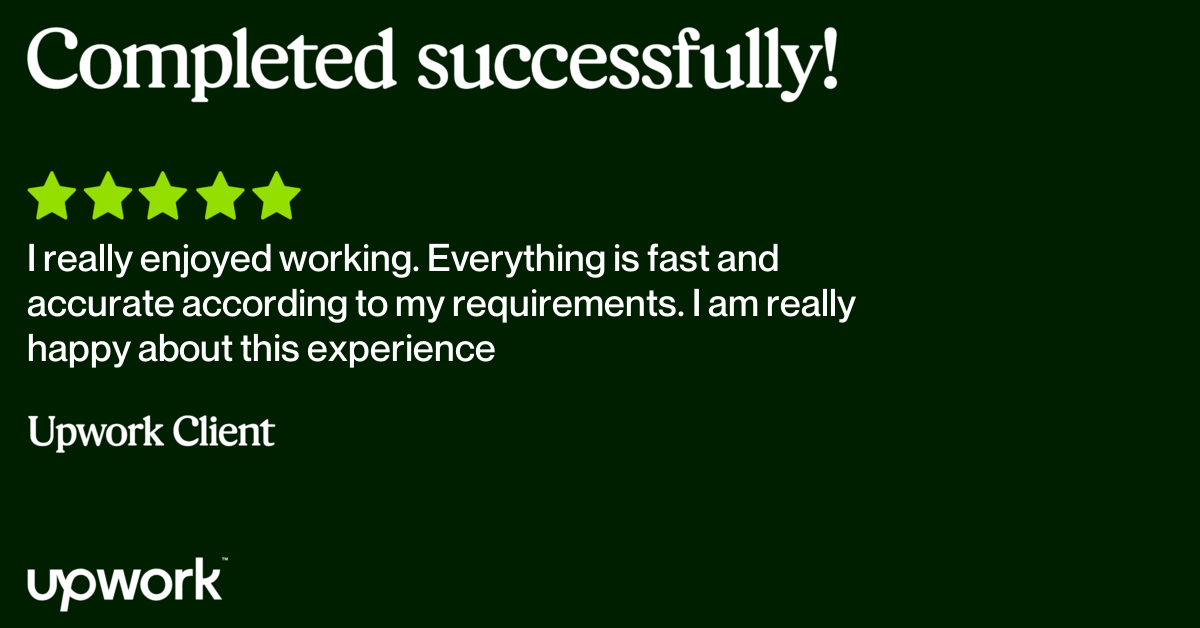 Completed successfully!
I really enjoyed working. Everything is fast and
accurate according to my requirements. I am really
happy about this experience
Upwork Client
upwork™